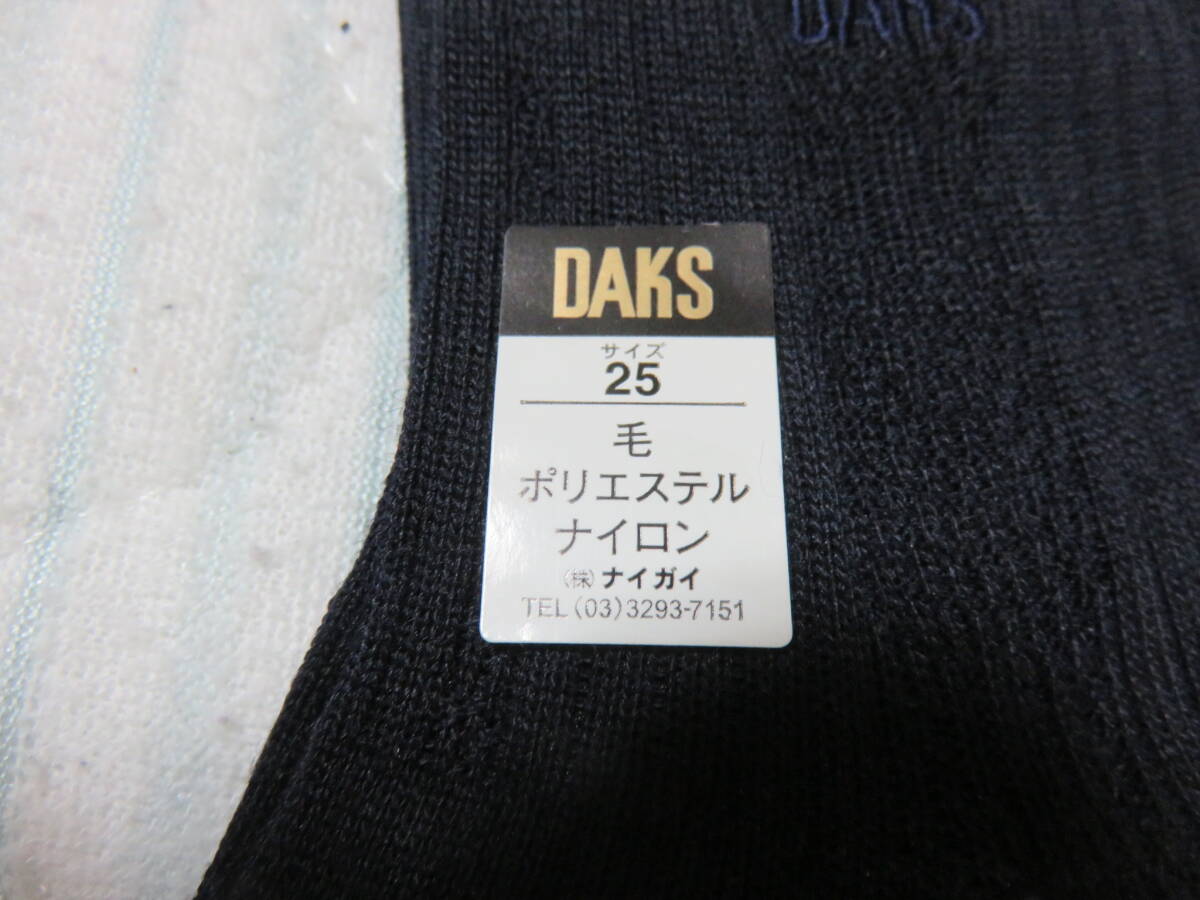 DAKS
DAKS
サイズ
25
毛
ポリエステル
ナイロン
(株)ナイガイ
TEL(03)3293-7151